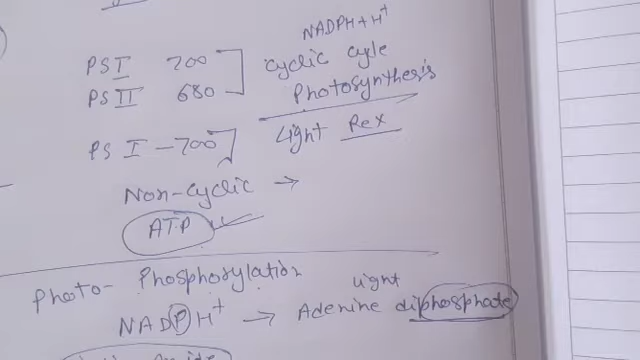 NADPH + H+
PS I 700 Cyclic Cycle
PS II 680 Photosynthesis
PS I - 700 Light Rex
Non-cyclic →
ATP
Photo- Phosphorylation Light
NADPH+ → Adenine diphosphate